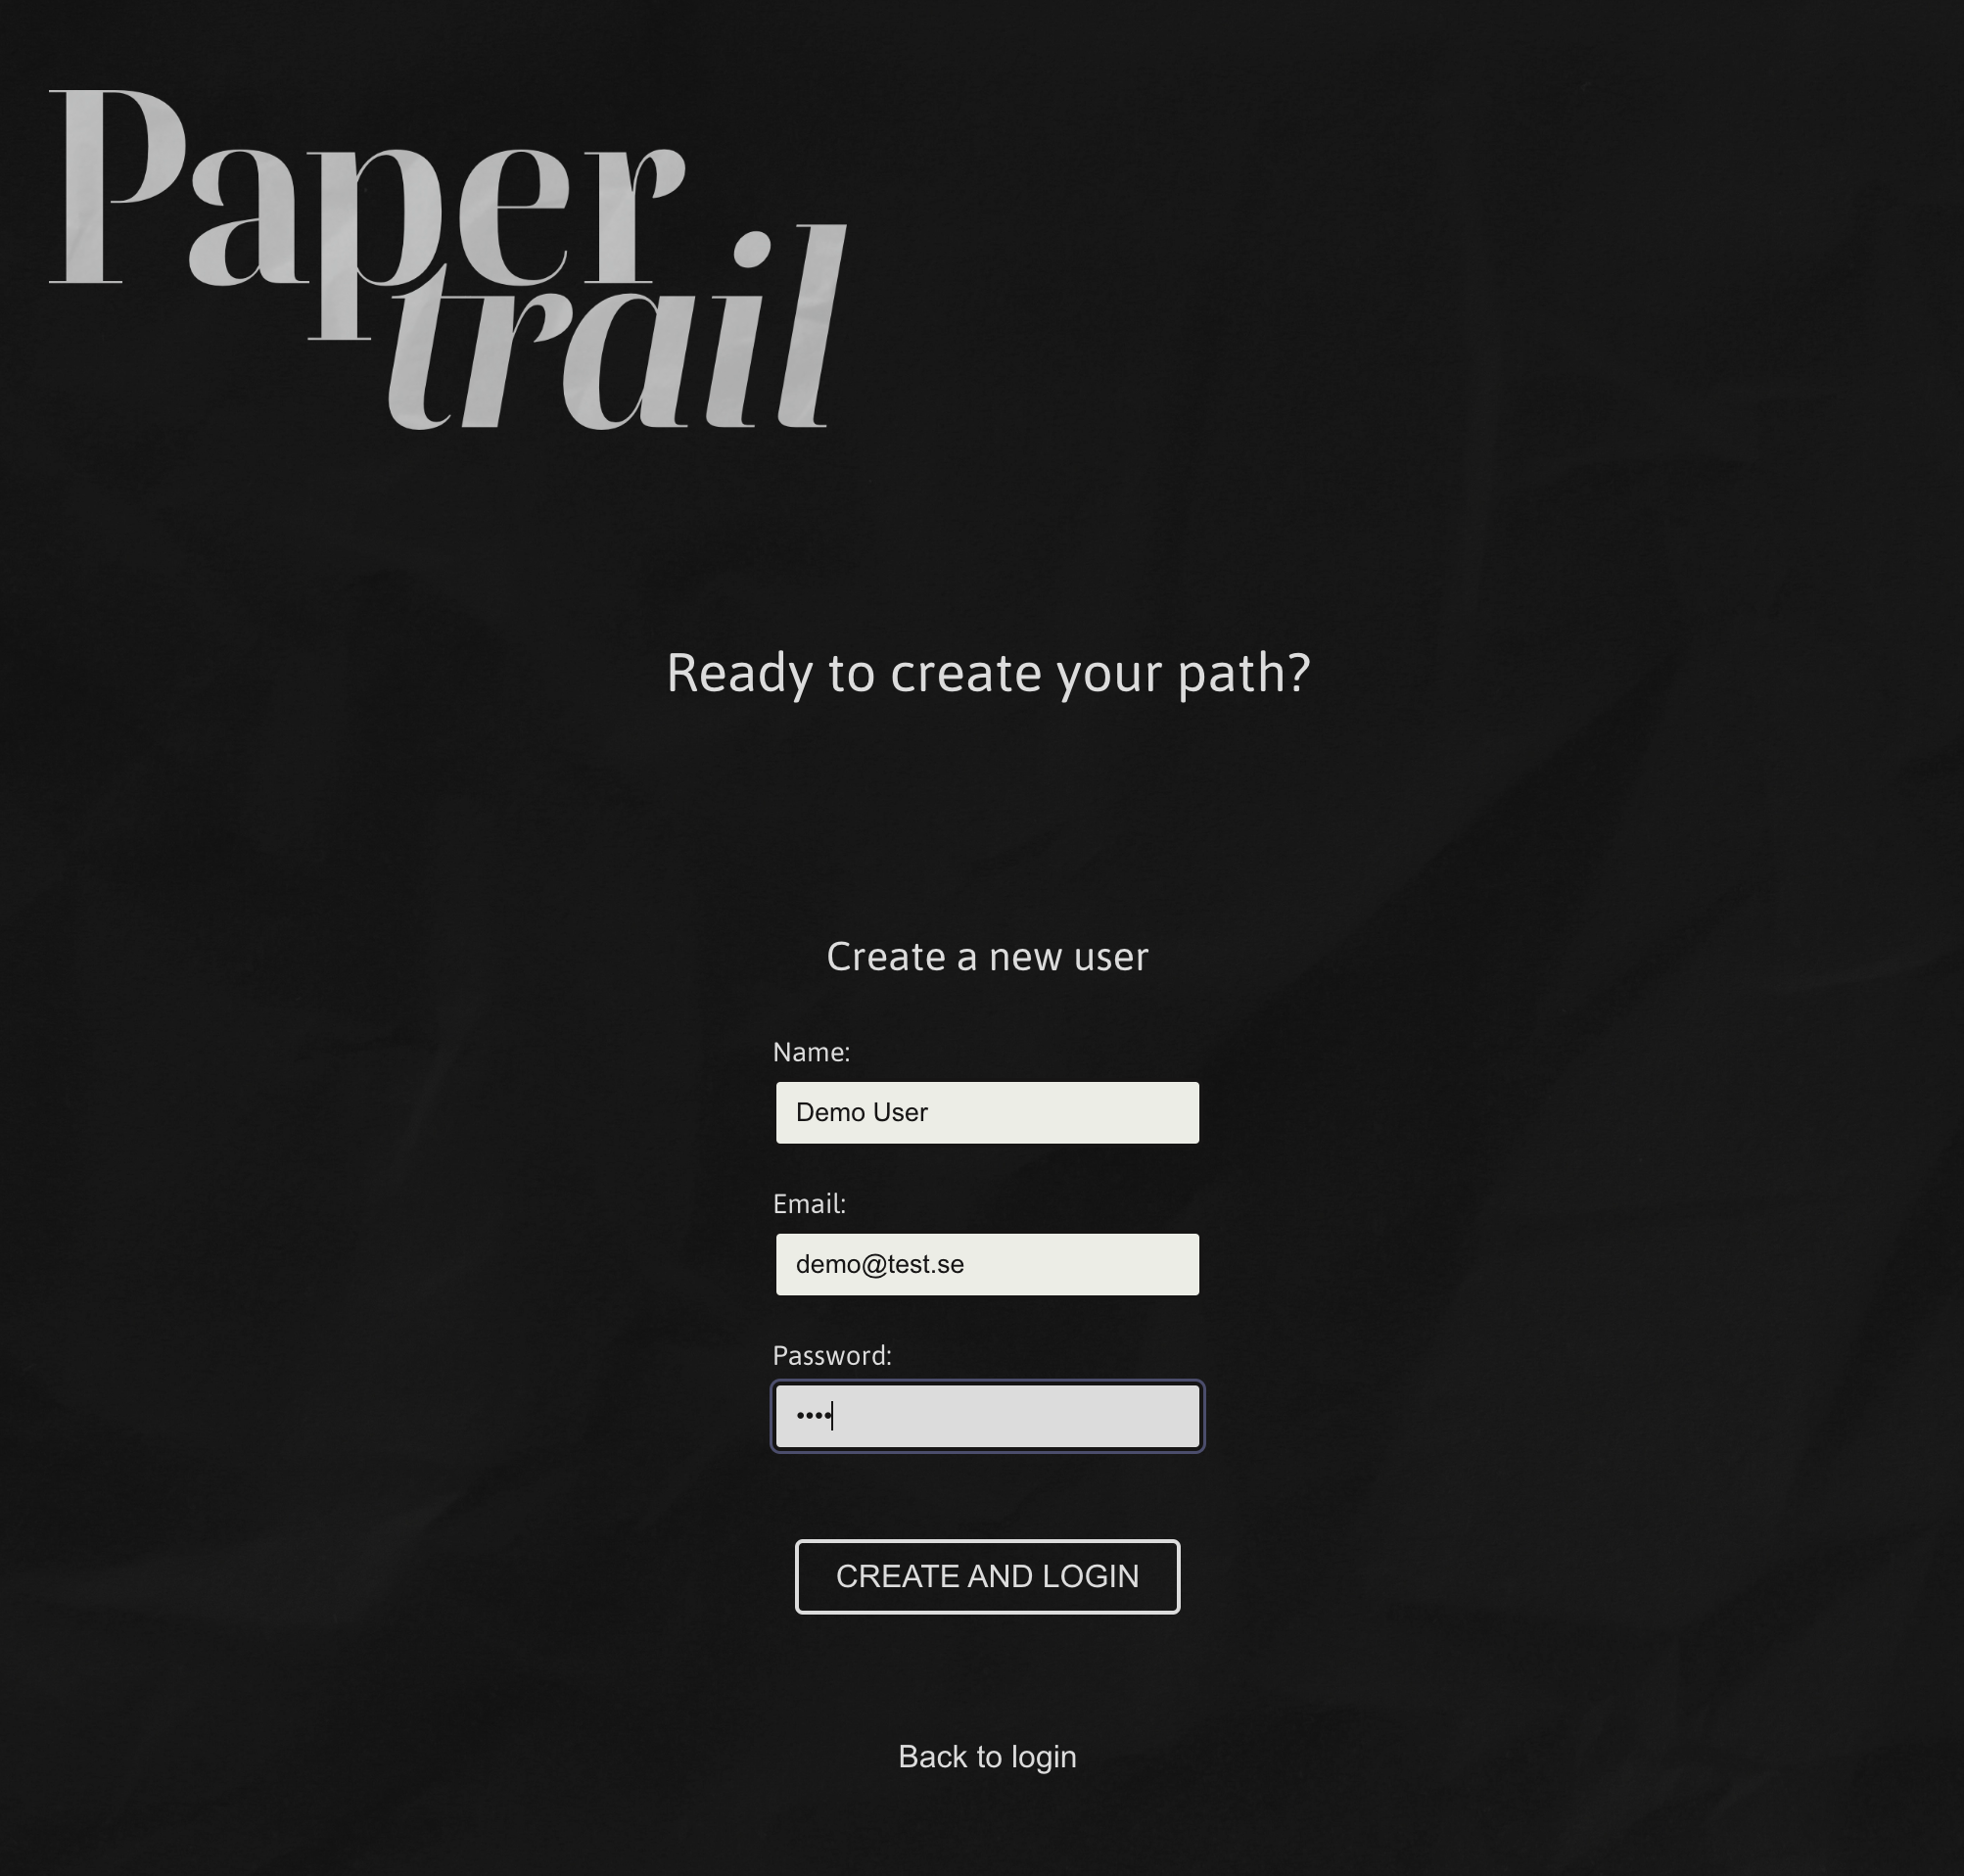 Paper
trail
Ready to create your path?
Create a new user
Name:
Demo User
Email:
demo@test.se
Password:
••••
CREATE AND LOGIN
Back to login